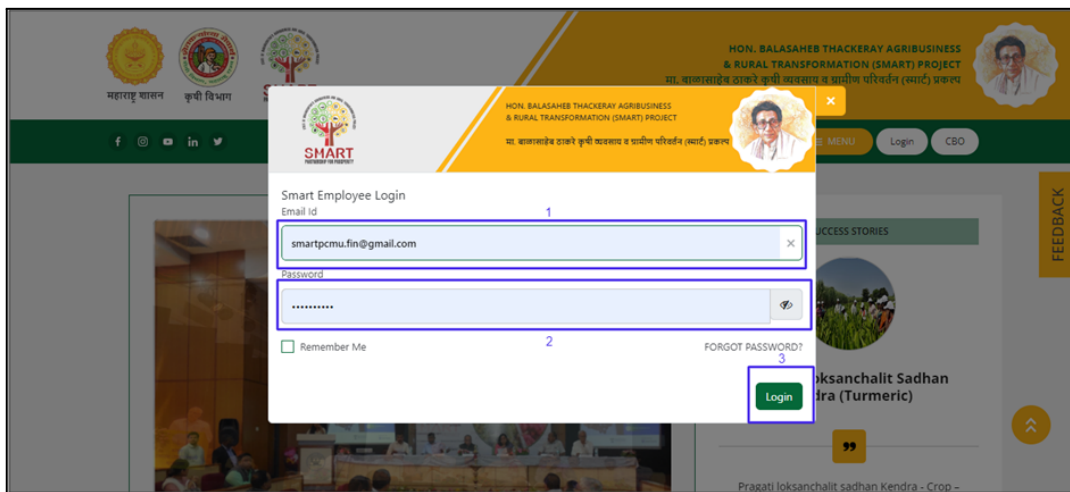 HON. BALASAHEB THACKERAY AGRIBUSINESS
& RURAL TRANSFORMATION (SMART) PROJECT
मा. बाळासाहेब ठाकरे कृषी व्यवसाय व ग्रामीण परिवर्तन (स्मार्ट) प्रकल्प
महाराष्ट्र शासन
कृषी विभाग
HON. BALASAHEB THACKERAY AGRIBUSINESS
& RURAL TRANSFORMATION (SMART) PROJECT
मा. बाळासाहेब ठाकरे कृषी व्यवसाय व ग्रामीण परिवर्तन (स्मार्ट) प्रकल्प
SMART
MENU
Login
CBO
Smart Employee Login
Email Id
1
smartpcmu.fin@gmail.com
Password
..........
2
Remember Me
FORGOT PASSWORD?
3
Login
STORIES
FEEDBACK
Sadhan
(Turmeric)
Pragati loksanchalit sadhan Kendra - Crop –